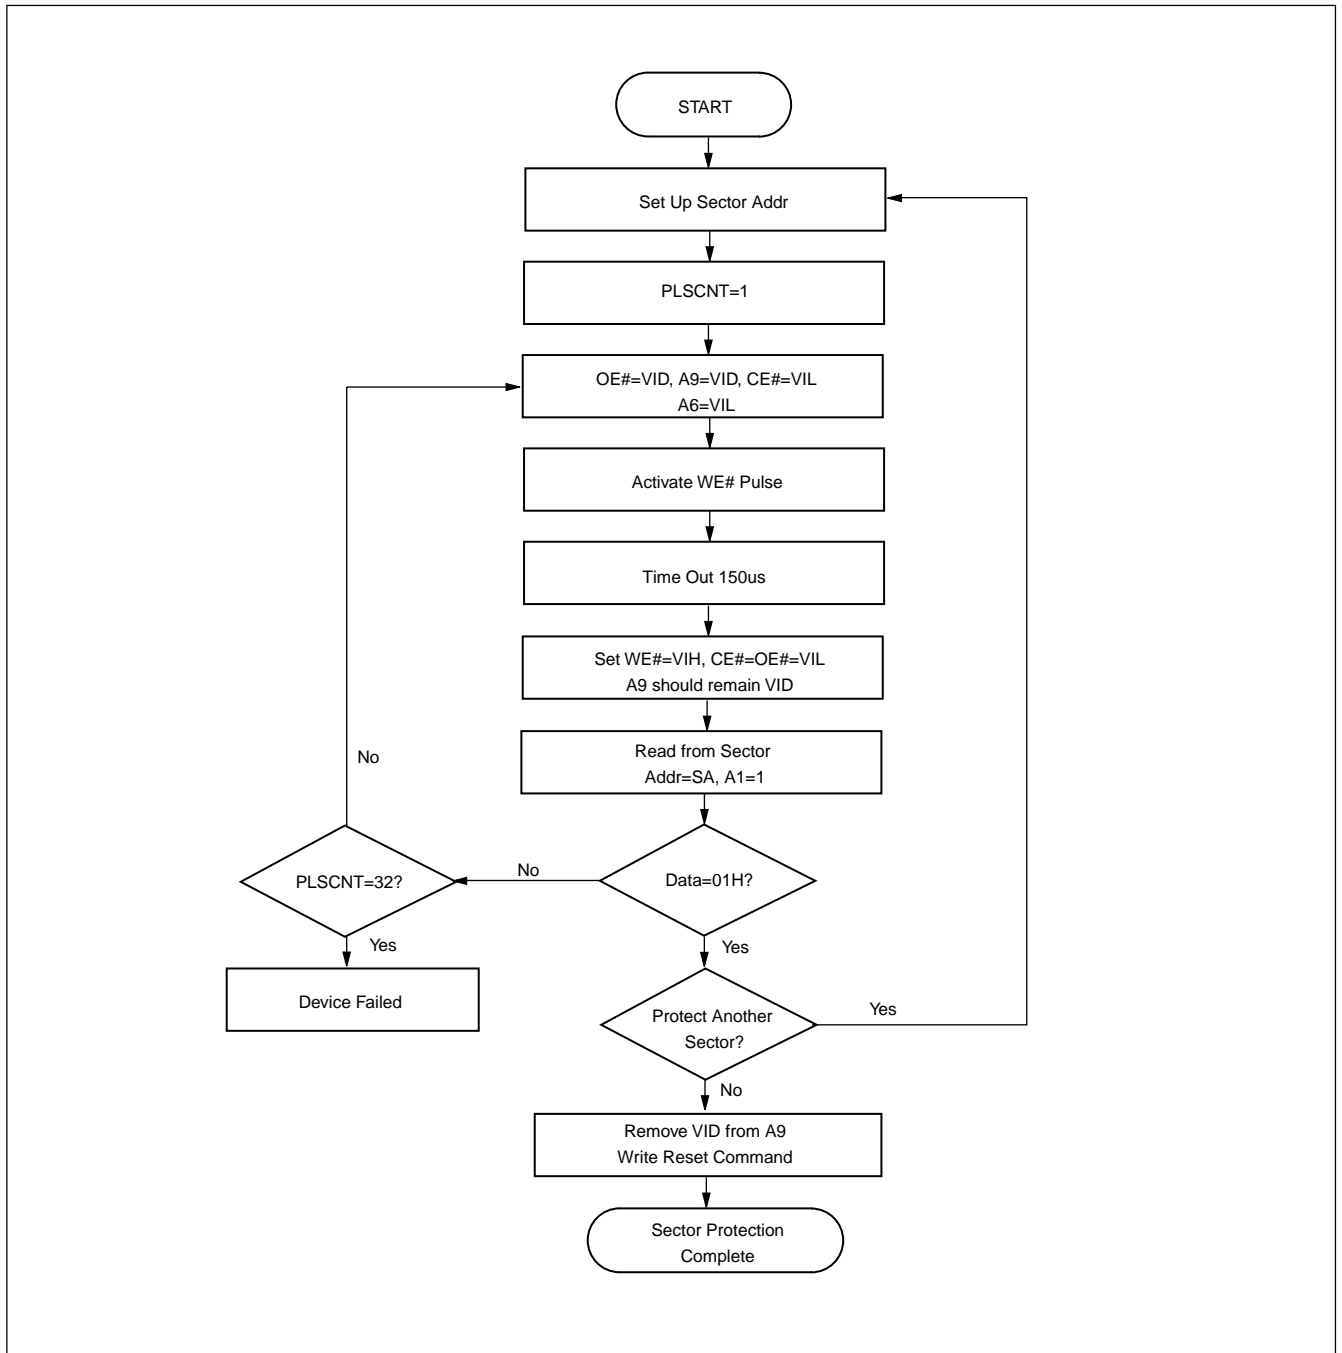 START
Set Up Sector Addr
PLSCNT=1
OE#=VID, A9=VID, CE#=VIL
A6=VIL
Activate WE# Pulse
Time Out 150us
Set WE#=VIH, CE#=OE#=VIL
A9 should remain VID
Read from Sector
Addr=SA, A1=1
No
PLSCNT=32?
No
Data=01H?
Yes
Yes
Device Failed
Protect Another
Sector?
Yes
No
Remove VID from A9
Write Reset Command
Sector Protection
Complete